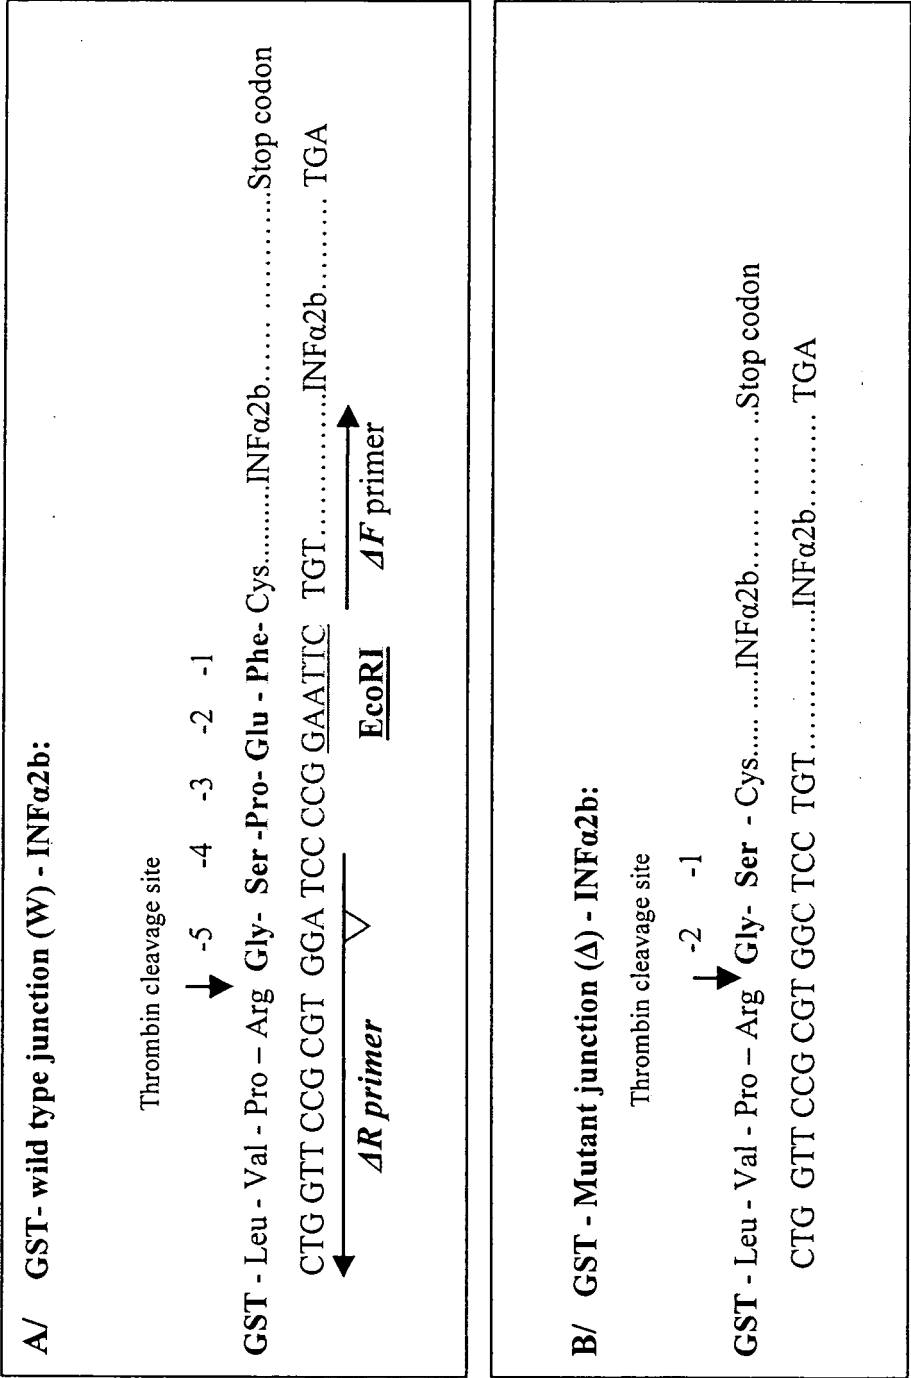 A/ GST- wild type junction (W) - INFα2b:
Thrombin cleavage site
-5 -4 -3 -2 -1
GST - Leu - Val - Pro – Arg Gly- Ser -Pro- Glu - Phe- Cys..........INFα2b....... ..............Stop codon
CTG GTT CCG CGT GGA TCC CCG GAATTC TGT...............INFα2b.......... TGA
ΔR primer
EcoRI
ΔF primer
B/ GST - Mutant junction (Δ) - INFα2b:
Thrombin cleavage site
-2 -1
GST - Leu - Val - Pro – Arg Gly - Ser - Cys..... ......INFα2b....... ....... ..Stop codon
CTG GTT CCG CGT GGC TCC TGT...............INFα2b.......... TGA